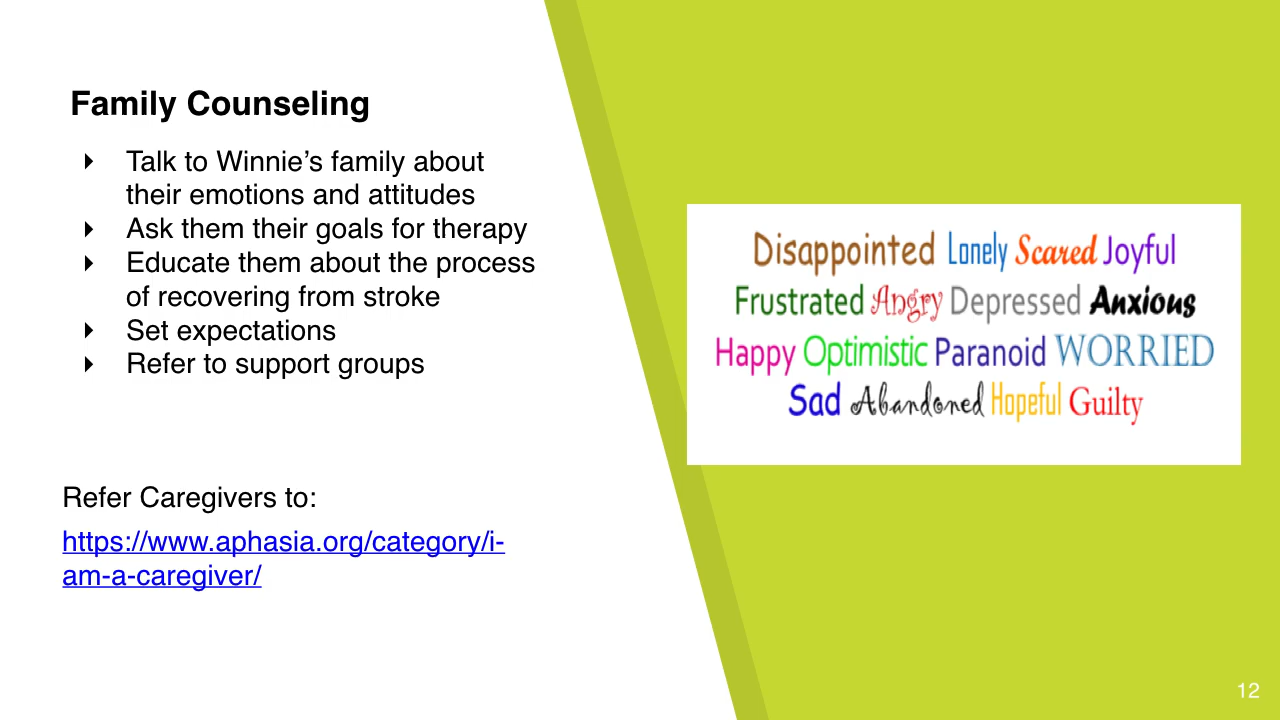 Family Counseling
Talk to Winnie’s family about
their emotions and attitudes
Ask them their goals for therapy
Educate them about the process
of recovering from stroke
Set expectations
Refer to support groups
Refer Caregivers to:
https://www.aphasia.org/category/i-
am-a-caregiver/
Disappointed Lonely Scared Joyful
Frustrated Angry Depressed Anxious
Happy Optimistic Paranoid WORRIED
Sad Abandoned Hopeful Guilty
12